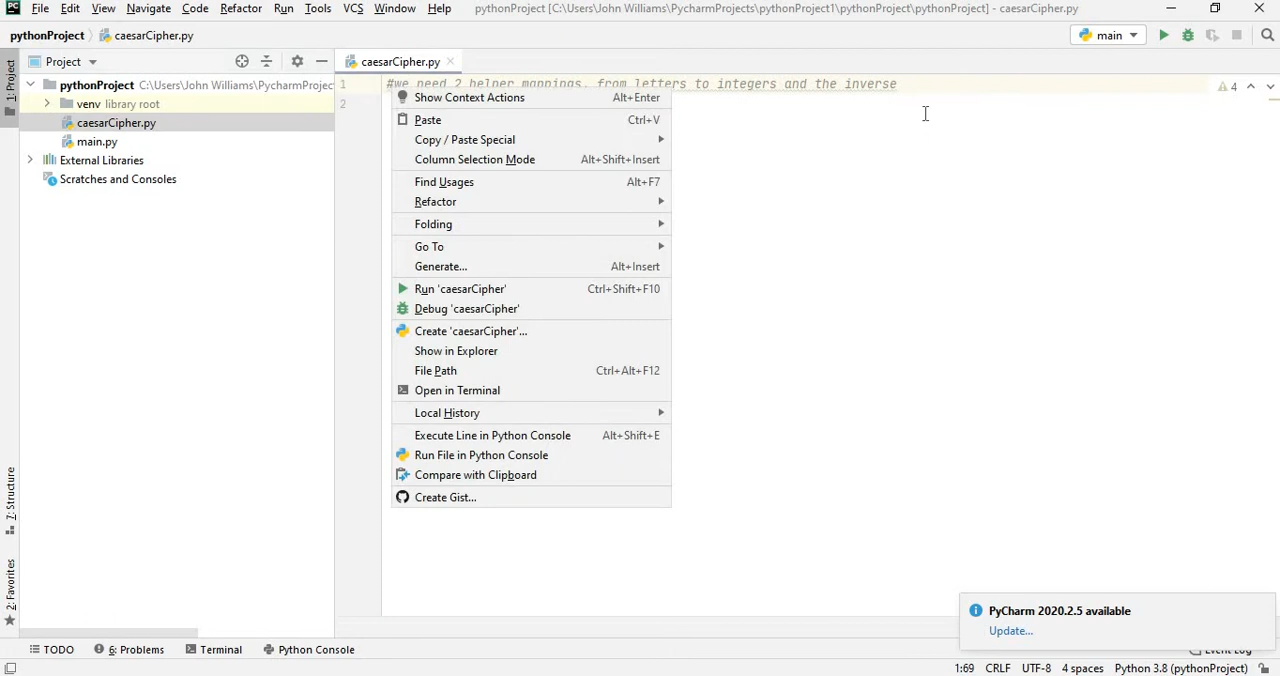 PC File Edit View Navigate Code Refactor Run Tools VCS Window Help pythonProject [C:\Users\John Williams\PycharmProjects\pythonProject1\pythonProject\pythonProject] - caesarCipher.py
pythonProject caesarCipher.py main
1: Project
Project caesarCipher.py
pythonProject C:\Users\John Williams\PycharmProjec
venv library root
caesarCipher.py
main.py
External Libraries
Scratches and Consoles
1 #we need 2 helper mappings, from letters to integers and the inverse 4
2
Show Context Actions Alt+Enter
Paste Ctrl+V
Copy / Paste Special
Column Selection Mode Alt+Shift+Insert
Find Usages Alt+F7
Refactor
Folding
Go To
Generate... Alt+Insert
Run 'caesarCipher' Ctrl+Shift+F10
Debug 'caesarCipher'
Create 'caesarCipher'...
Show in Explorer
File Path Ctrl+Alt+F12
Open in Terminal
Local History
Execute Line in Python Console Alt+Shift+E
Run File in Python Console
Compare with Clipboard
Create Gist...
7: Structure
2: Favorites
PyCharm 2020.2.5 available
Update...
TODO 6: Problems Terminal Python Console Event Log
1:69 CRLF UTF-8 4 spaces Python 3.8 (pythonProject)